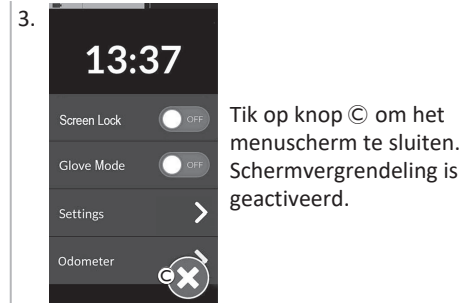 3.
13:37
Screen Lock
OFF
Glove Mode
OFF
Settings
Odometer
©
Tik op knop © om het
menuscherm te sluiten.
Schermvergrendeling is
geactiveerd.